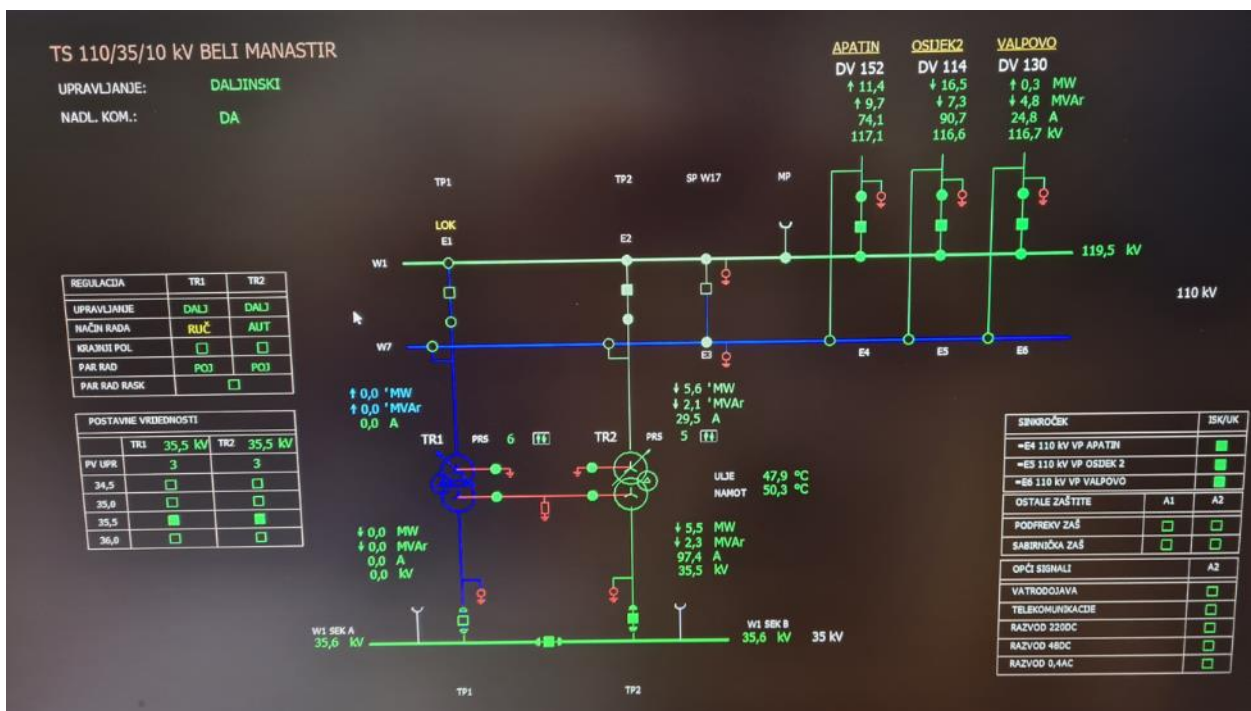 TS 110/35/10 kV BELI MANASTIR
UPRAVLJANJE: DALJINSKI
NADL. KOM.: DA
APATIN OSIJEK2 VALPOVO
DV 152 DV 114 DV 130
↑ 11,4 ↓ 16,5 ↑ 0,3 MW
↑ 9,7 ↓ 7,3 ↓ 4,8 MVAr
74,1 90,7 24,8 A
117,1 116,6 116,7 kV
TP1 TP2 SP W17 MP
LOK
E1 E2
W1 119,5 kV
110 kV
W7 E3 E4 E5 E6
REGULACIJA TR1 TR2
UPRAVLJANJE DALJ DALJ
NAČIN RADA RUČ AUT
KRAJNJI POL
PAR RAD POJ POJ
PAR RAD RASK
↑ 0,0 'MW
↑ 0,0 'MVAr
0,0 A
↓ 5,6 'MW
↓ 2,1 'MVAr
29,5 A
TR1 PRS 6 TR2 PRS 5
ULJE 47,9 ºC
NAMOT 50,3 ºC
POSTAVNE VRIJEDNOSTI
TR1 35,5 kV TR2 35,5 kV
PV UPR 3 3
34,5
35,0
35,5
36,0
↓ 0,0 MW
↓ 0,0 MVAr
0,0 A
0,0 kV
↓ 5,5 MW
↓ 2,3 MVAr
97,4 A
35,5 kV
SINKROČEK ISK/UK
=E4 110 kV VP APATIN
=E5 110 kV VP OSIJEK 2
=E6 110 kV VP VALPOVO
OSTALE ZAŠTITE A1 A2
PODFREKV ZAŠ
SABIRNIČKA ZAŠ
OPĆI SIGNALI A2
VATRODOJAVA
TELEKOMUNIKACIJE
RAZVOD 220DC
RAZVOD 48DC
RAZVOD 0,4AC
W1 SEK A
35,6 kV
W1 SEK B
35,6 kV 35 kV
TP1 TP2